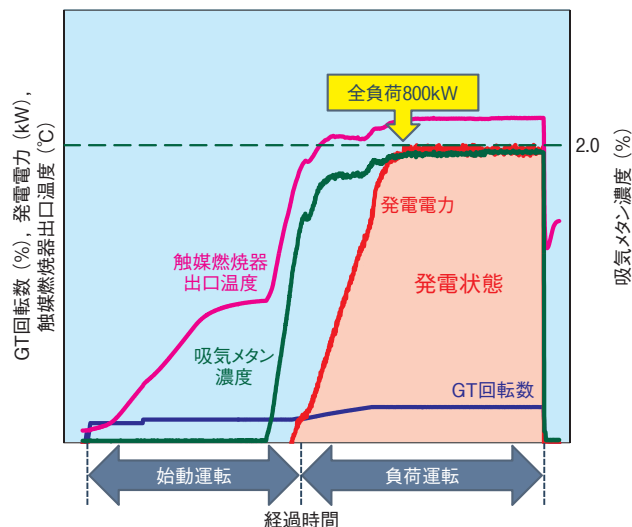 GT回転数（%），発電電力（kW），
触媒燃焼器出口温度（℃）
全負荷800kW
2.0
吸気メタン濃度（%）
発電電力
触媒燃焼器
出口温度
発電状態
吸気メタン
濃度
GT回転数
始動運転
負荷運転
経過時間